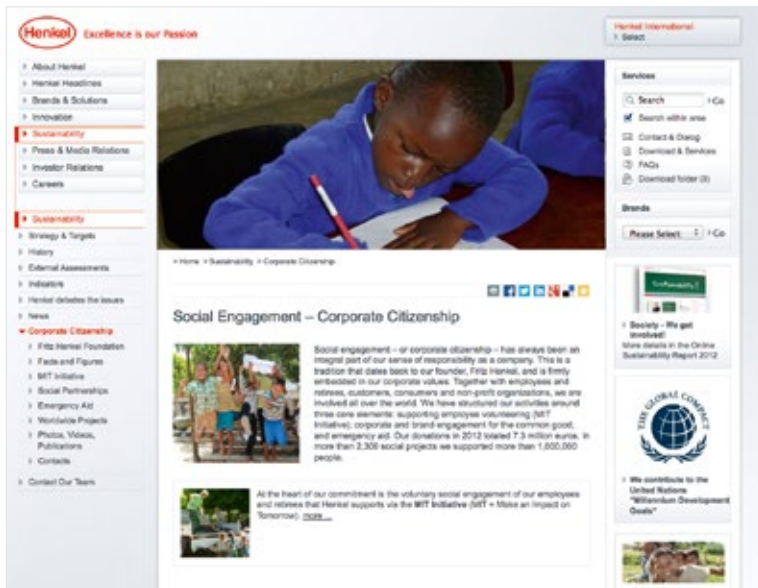 Henkel
Excellence is our Passion
Henkel International
Select
About Henkel
Henkel Headlines
Brands & Solutions
Innovation
Sustainability
Press & Media Relations
Investor Relations
Careers
Sustainability
Strategy & Targets
History
External Assessments
Indicators
Henkel debates the issues
News
Corporate Citizenship
Fritz Henkel Foundation
Facts and Figures
MIT Initiative
Social Partnerships
Emergency Aid
Worldwide Projects
Photos, Videos,
Publications
Contacts
Contact Our Team
> Home > Sustainability > Corporate Citizenship
Social Engagement – Corporate Citizenship
Social engagement – or corporate citizenship – has always been an
integral part of our sense of responsibility as a company. This is a
tradition that dates back to our founder, Fritz Henkel, and is firmly
embedded in our corporate values. Together with employees and
retirees, customers, consumers and non-profit organizations, we are
involved all over the world. We have structured our activities around
three core elements: supporting employee volunteering (MIT
Initiative), corporate and brand engagement for the common good,
and emergency aid. Our donations in 2012 totaled 7.3 million euros. In
more than 2,300 social projects we supported more than 1,000,000
people.
At the heart of our commitment is the voluntary social engagement of our employees
and retirees that Henkel supports via the MIT Initiative (MIT = Make an Impact on
Tomorrow). more ...
Services
Search
Go
Search within area
Contact & Dialog
Download & Services
FAQs
Download folder (0)
Brands
Please Select
Go
Sustainability
Society – We get
involved!
More details in the Online
Sustainability Report 2012
THE GLOBAL COMPACT
We contribute to the
United Nations
"Millennium Development
Goals"